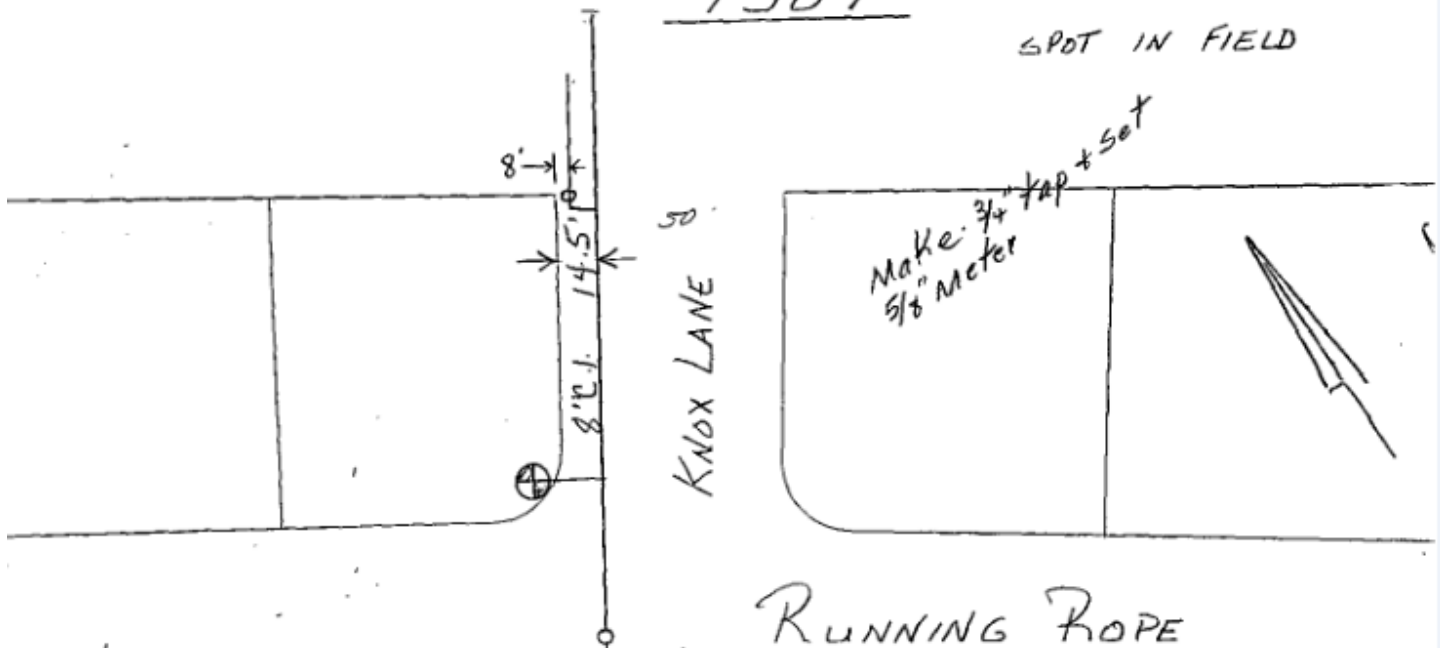 SPOT IN FIELD
8'
50'
14.5'
8"C.I.
KNOX LANE
Make 3/4" tap + set
5/8" Meter
RUNNING ROPE